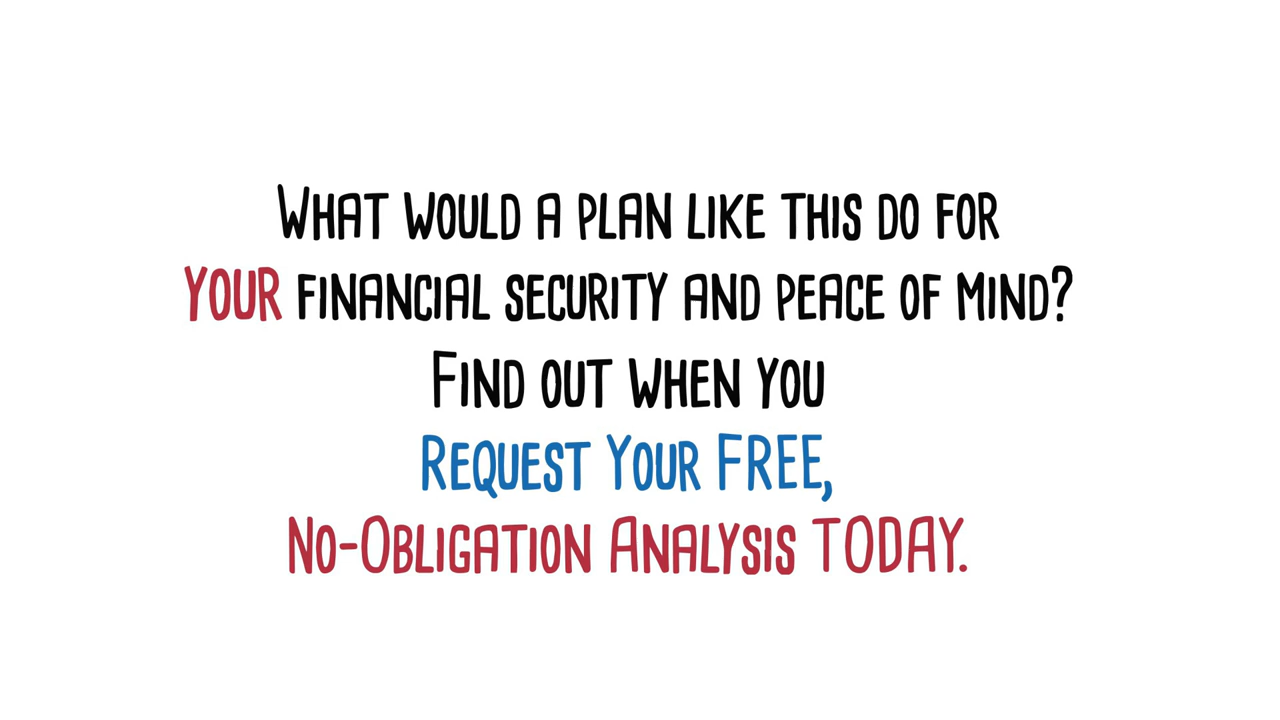 What would a plan like this do for
YOUR financial security and peace of mind?
Find out when you
Request Your FREE,
No-Obligation Analysis TODAY.